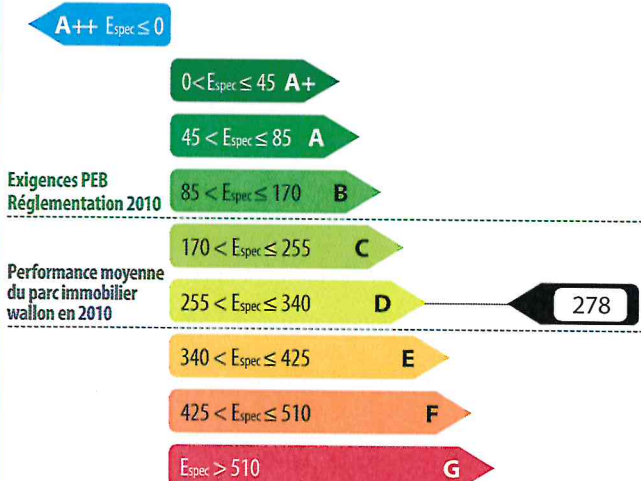 A++ Espec ≤ 0
0 < Espec ≤ 45 A+
45 < Espec ≤ 85 A
Exigences PEB
Réglementation 2010
85 < Espec ≤ 170 B
170 < Espec ≤ 255 C
Performance moyenne
du parc immobilier
wallon en 2010
255 < Espec ≤ 340 D
278
340 < Espec ≤ 425 E
425 < Espec ≤ 510 F
Espec > 510 G